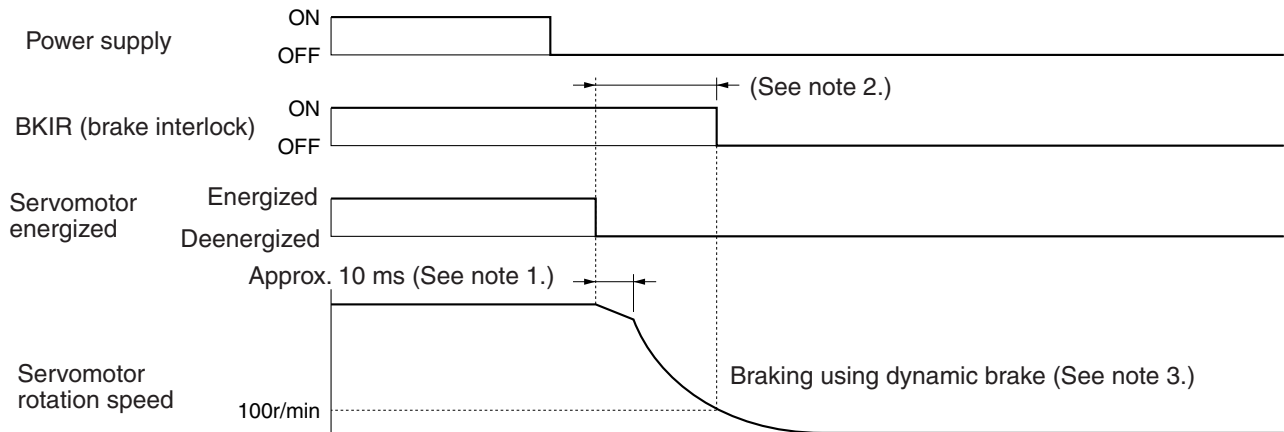 ON
Power supply
OFF
(See note 2.)
ON
BKIR (brake interlock)
OFF
Servomotor
energized
Energized
Deenergized
Approx. 10 ms (See note 1.)
Servomotor
rotation speed
Braking using dynamic brake (See note 3.)
100r/min